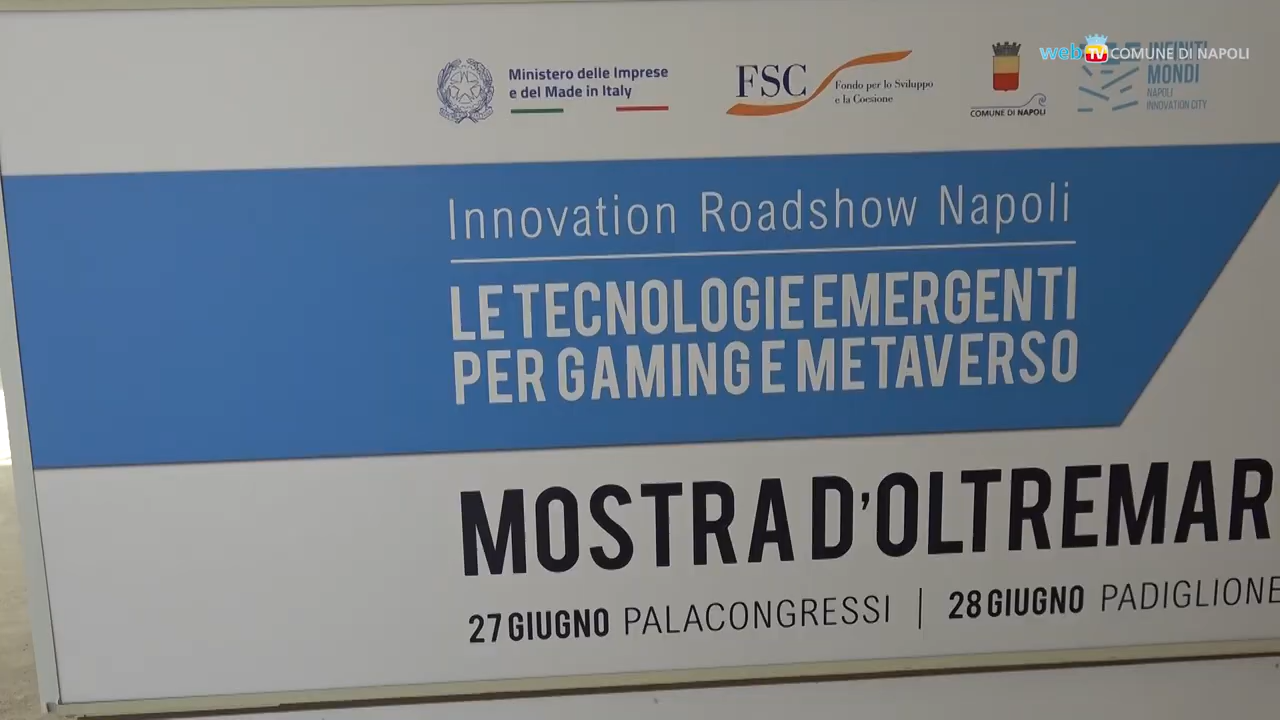 web TV COMUNE DI NAPOLI
Ministero delle Imprese
e del Made in Italy
FSC
Fondo per lo Sviluppo
e la Coesione
COMUNE DI NAPOLI
INFINITI
MONDI
NAPOLI
INNOVATION CITY
Innovation Roadshow Napoli
LE TECNOLOGIE EMERGENTI
PER GAMING E METAVERSO
MOSTRA D'OLTREMAR
27 GIUGNO PALACONGRESSI | 28 GIUGNO PADIGLIONE